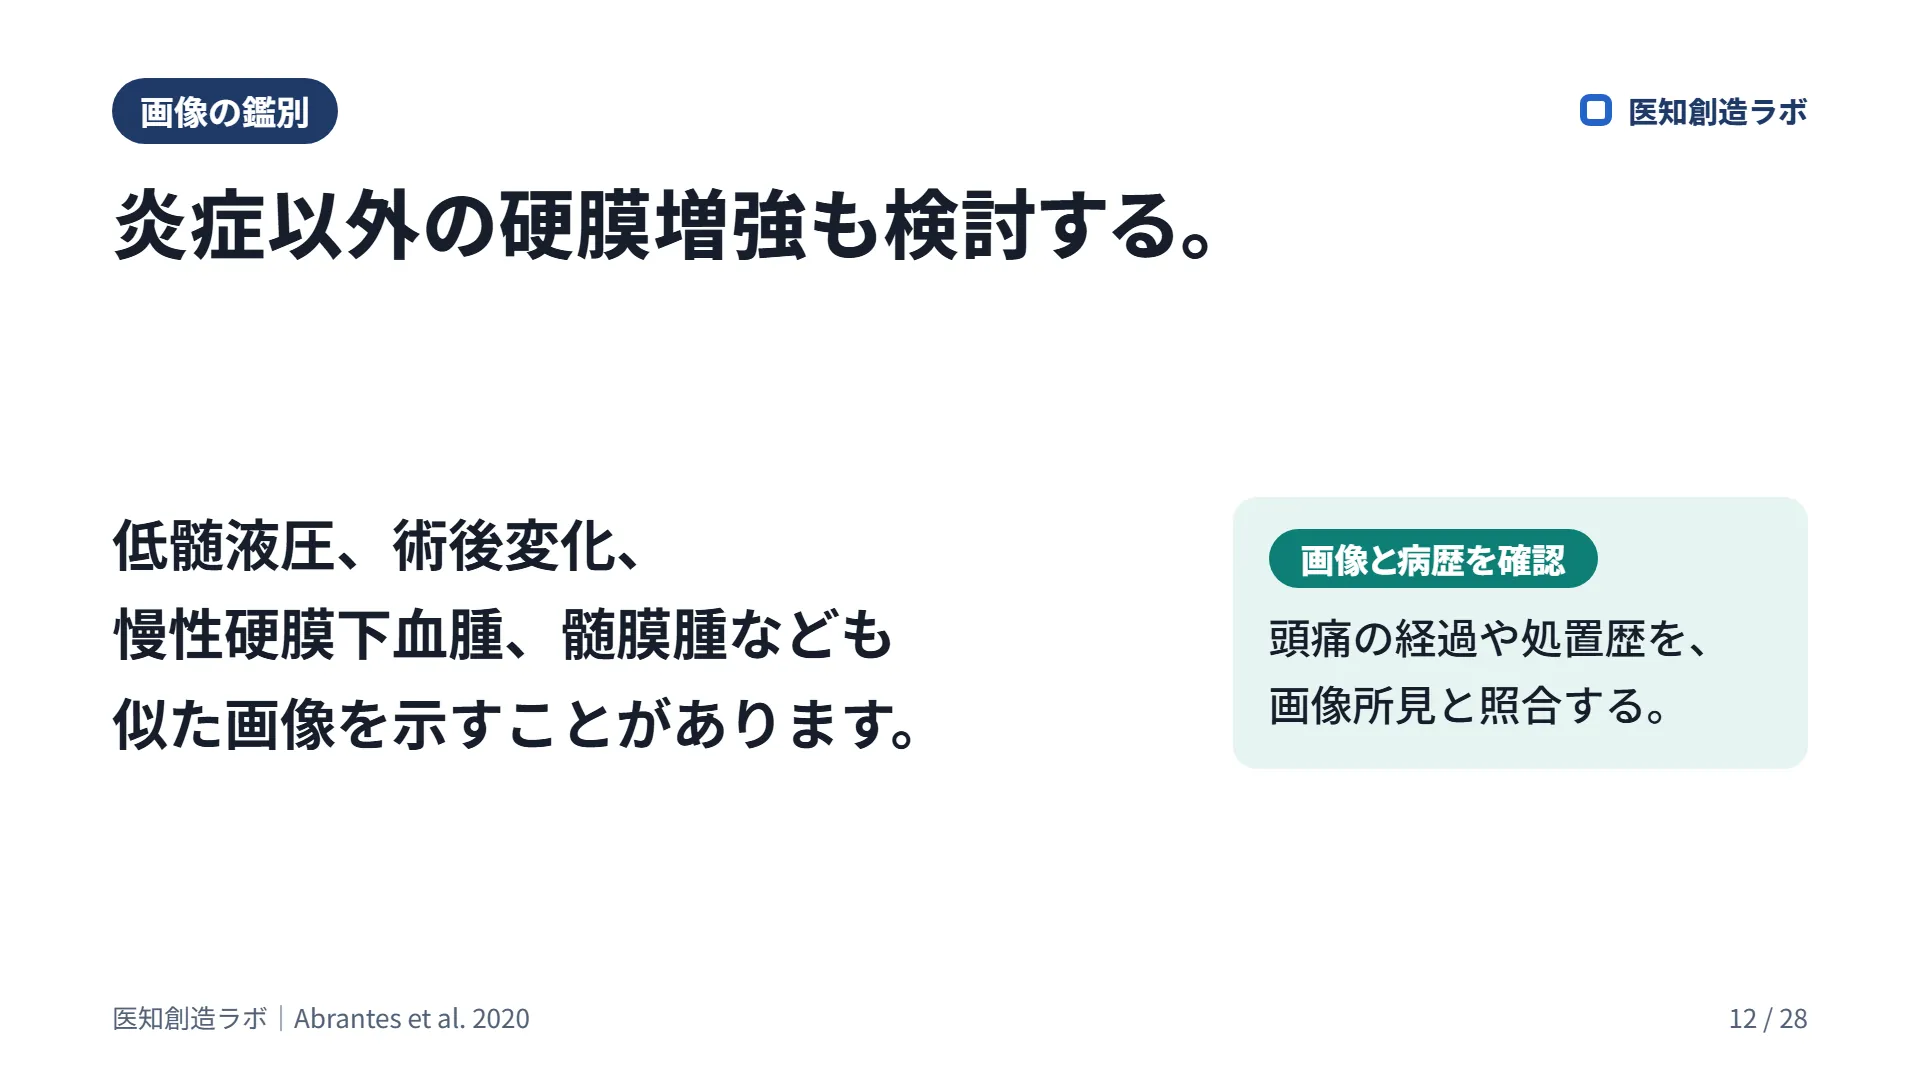 画像の鑑別
医知創造ラボ
炎症以外の硬膜増強も検討する。
低髄液圧、術後変化、
慢性硬膜下血腫、髄膜腫なども
似た画像を示すことがあります。
画像と病歴を確認
頭痛の経過や処置歴を、
画像所見と照合する。
医知創造ラボ｜Abrantes et al. 2020
12 / 28